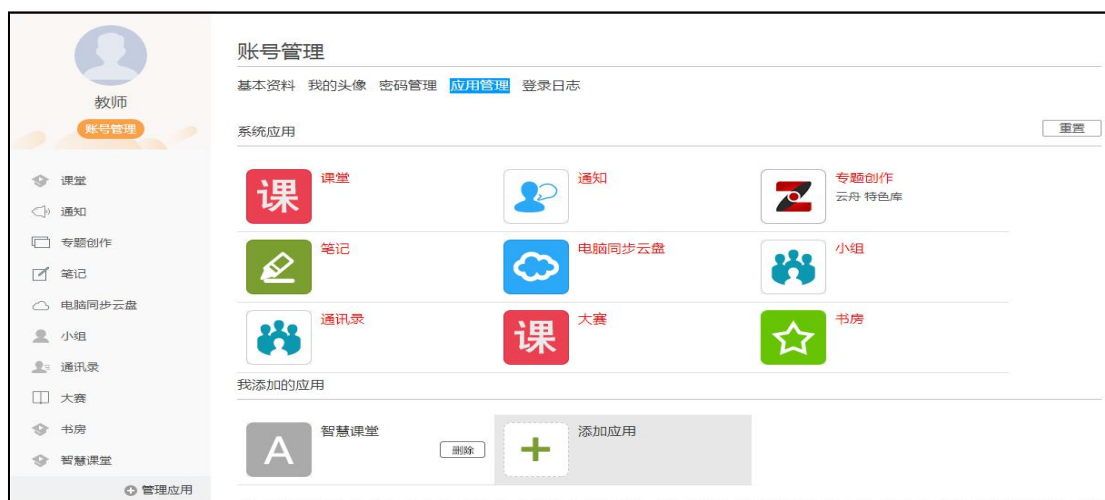 教师
账号管理
课堂
通知
专题创作
笔记
电脑同步云盘
小组
通讯录
大赛
书房
智慧课堂
管理应用
账号管理
基本资料 我的头像 密码管理 应用管理 登录日志
系统应用 重置
课 课堂
通知
专题创作
云舟 特色库
笔记
电脑同步云盘
小组
通讯录
课 大赛
书房
我添加的应用
A 智慧课堂 删除
添加应用